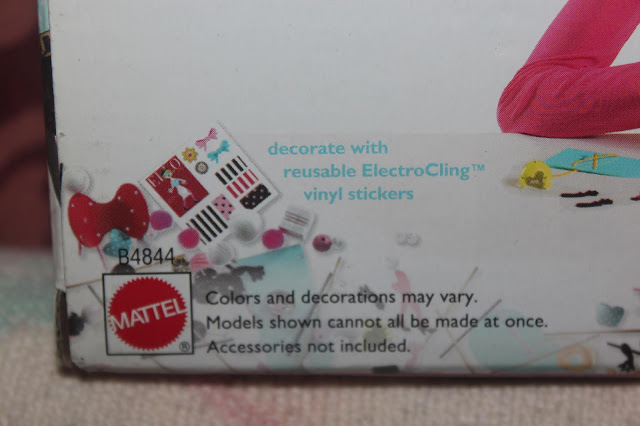 decorate with
reusable ElectroCling™
vinyl stickers
B4844
MATTEL
®
Colors and decorations may vary.
Models shown cannot all be made at once.
Accessories not included.